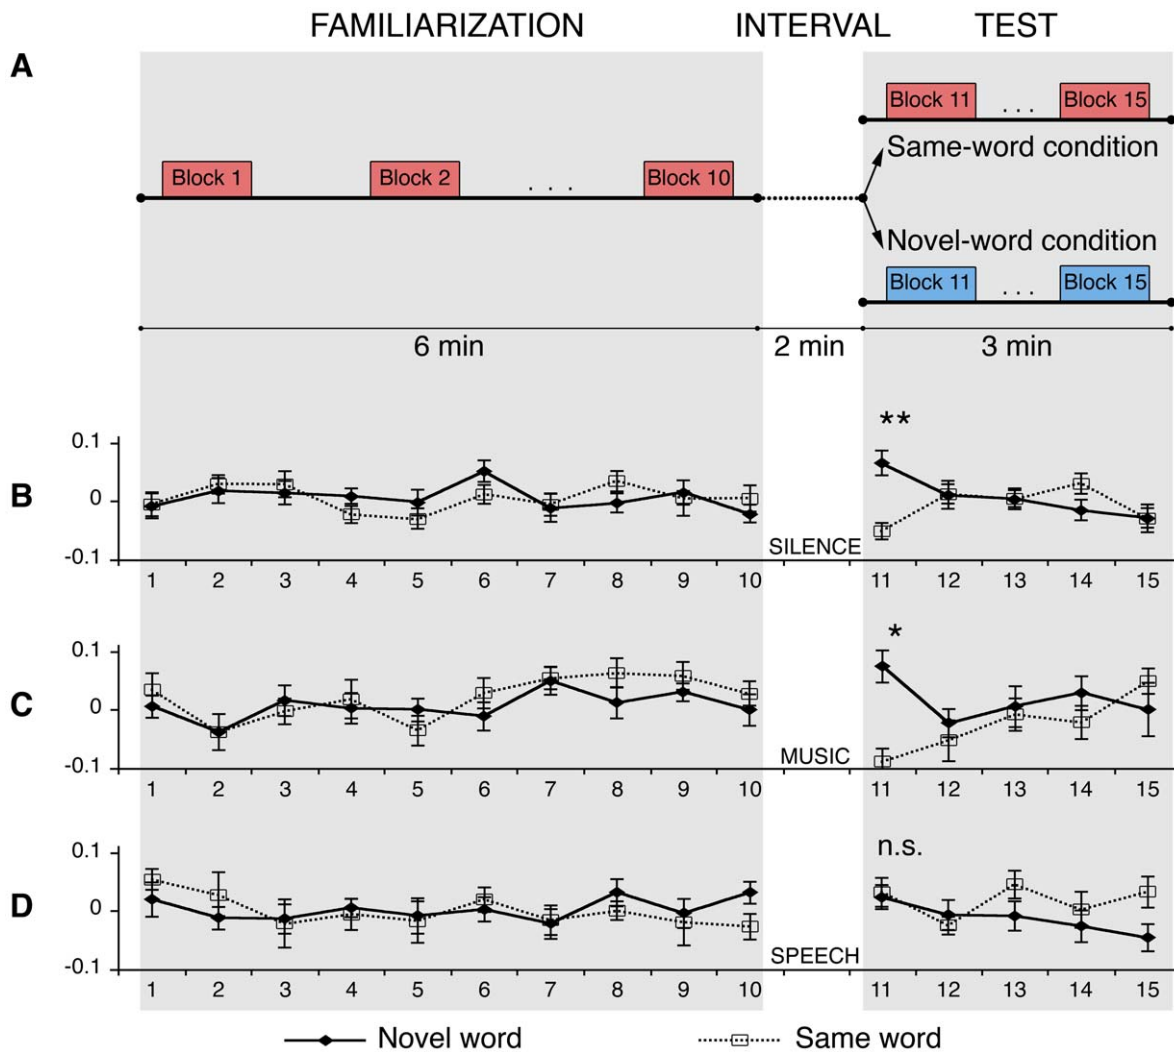 FAMILIARIZATION INTERVAL TEST
A
Block 11 . . . Block 15
Same-word condition
Block 1 Block 2 . . . Block 10
Novel-word condition
Block 11 . . . Block 15
6 min 2 min 3 min
**
0.1
B 0
-0.1 SILENCE
1 2 3 4 5 6 7 8 9 10 11 12 13 14 15
*
0.1
C 0
-0.1 MUSIC
1 2 3 4 5 6 7 8 9 10 11 12 13 14 15
n.s.
0.1
D 0
-0.1 SPEECH
1 2 3 4 5 6 7 8 9 10 11 12 13 14 15
Novel word Same word